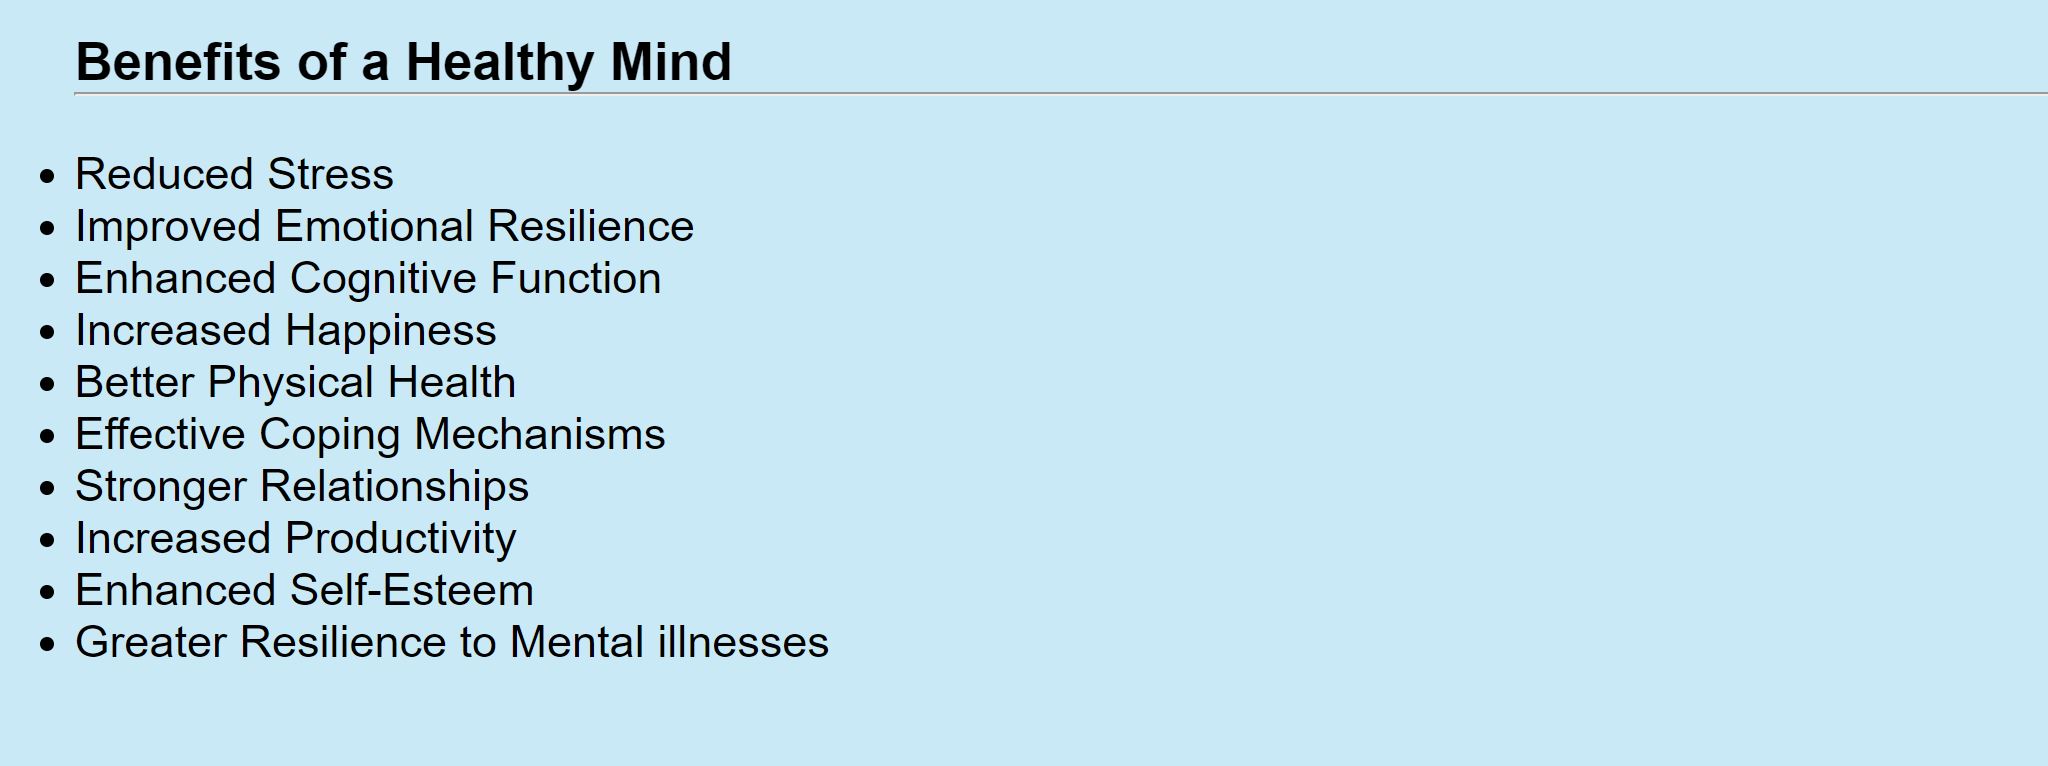 Benefits of a Healthy Mind
Reduced Stress
Improved Emotional Resilience
Enhanced Cognitive Function
Increased Happiness
Better Physical Health
Effective Coping Mechanisms
Stronger Relationships
Increased Productivity
Enhanced Self-Esteem
Greater Resilience to Mental illnesses